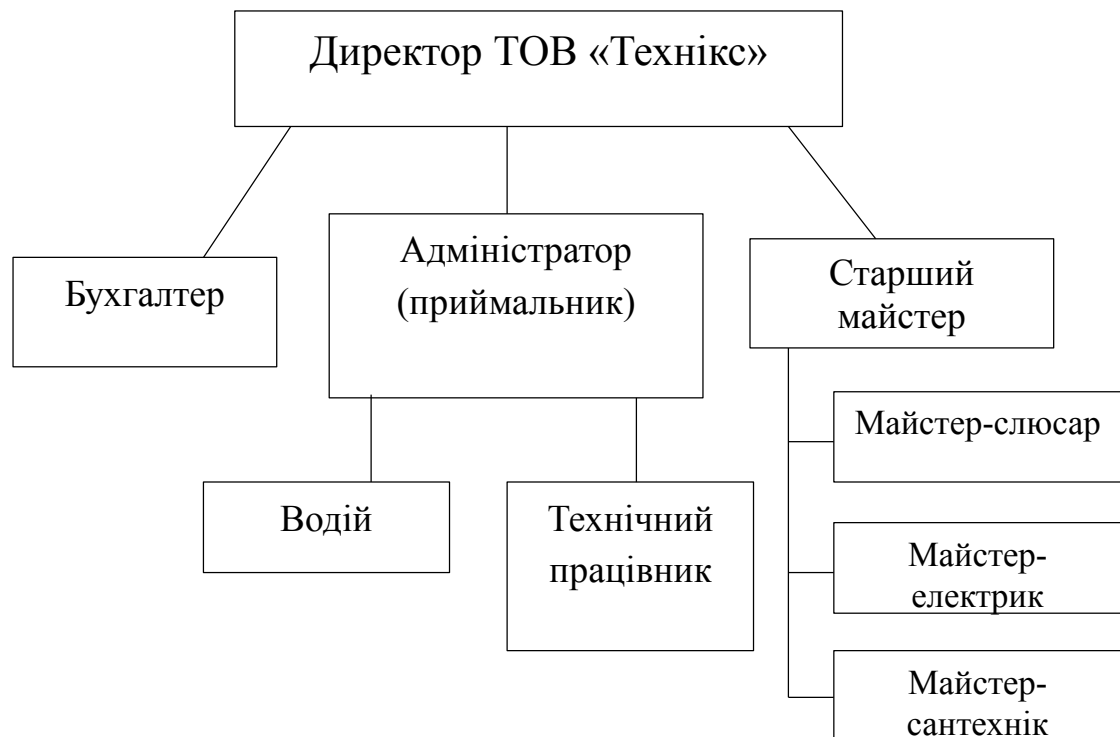 Директор ТОВ «Технікс»
Бухгалтер
Адміністратор
(приймальник)
Старший
майстер
Майстер-слюсар
Водій
Технічний
працівник
Майстер-
електрик
Майстер-
сантехнік